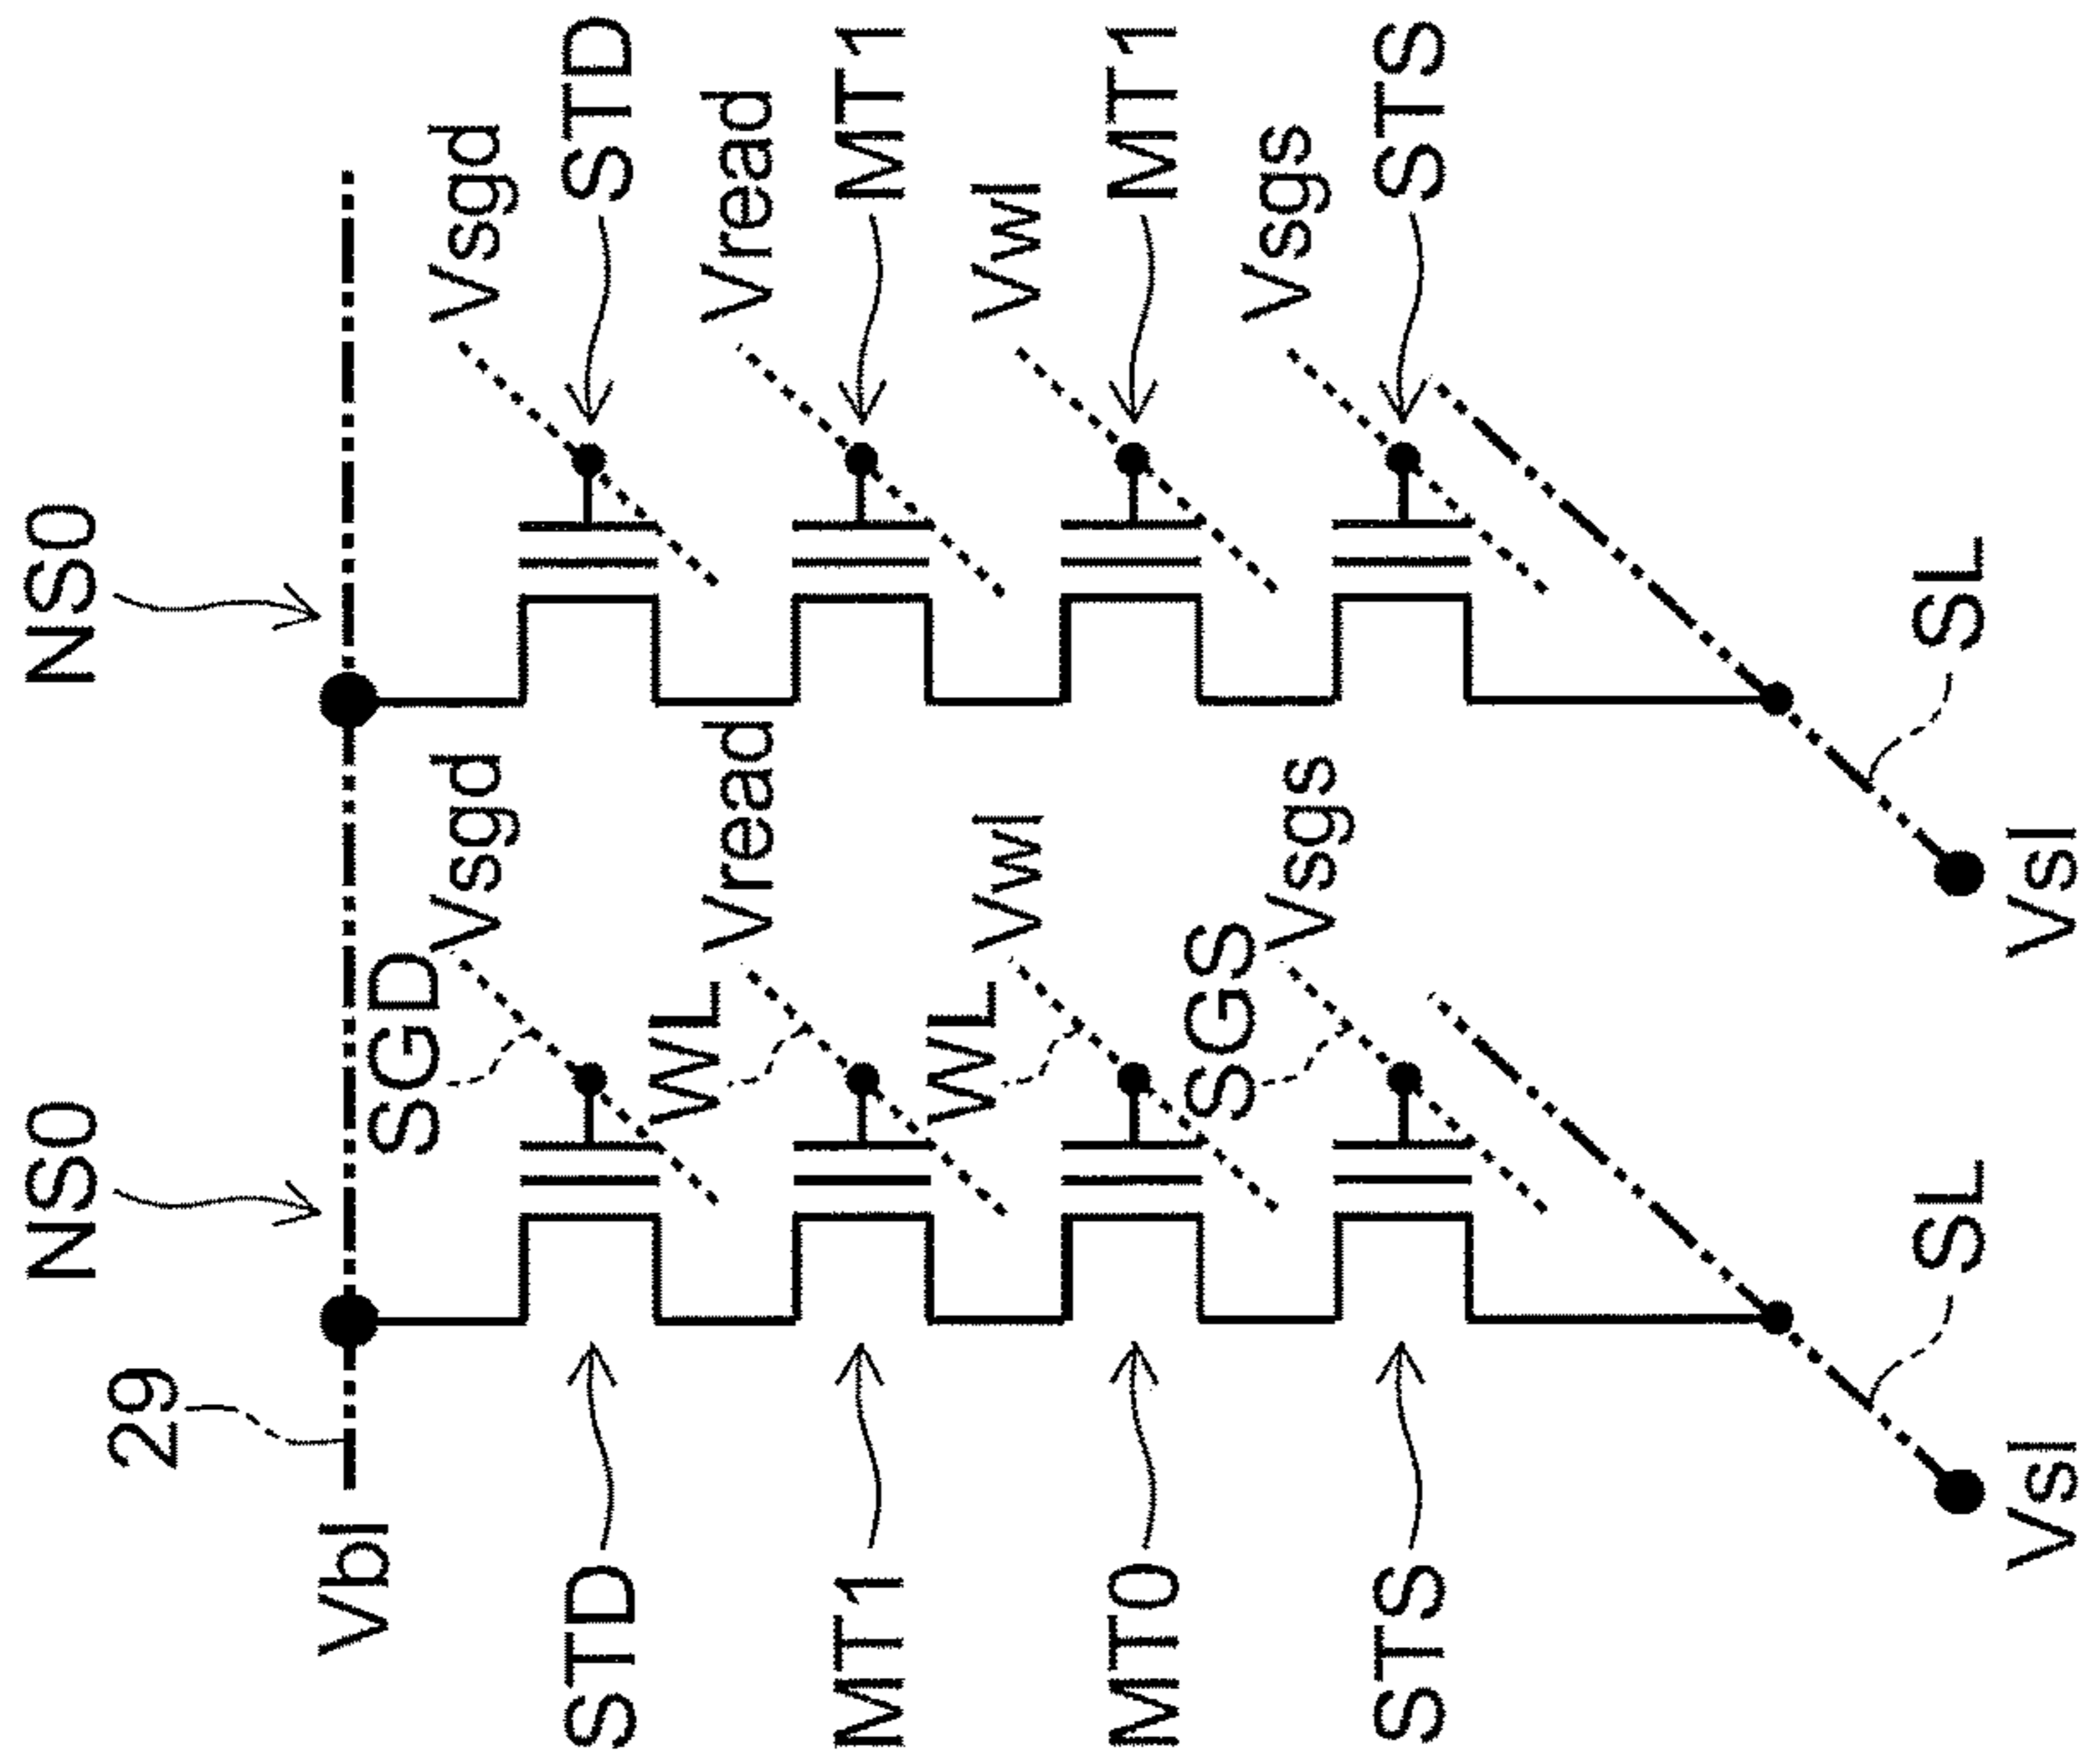 NS0
NS0
29
Vbl
SGD
Vsgd
Vsgd
STD
STD
WL
Vread
Vread
MT1
MT1
WL
Vwl
Vwl
MT0
MT1
SGS
Vsgs
Vsgs
STS
STS
SL
SL
Vsl
Vsl